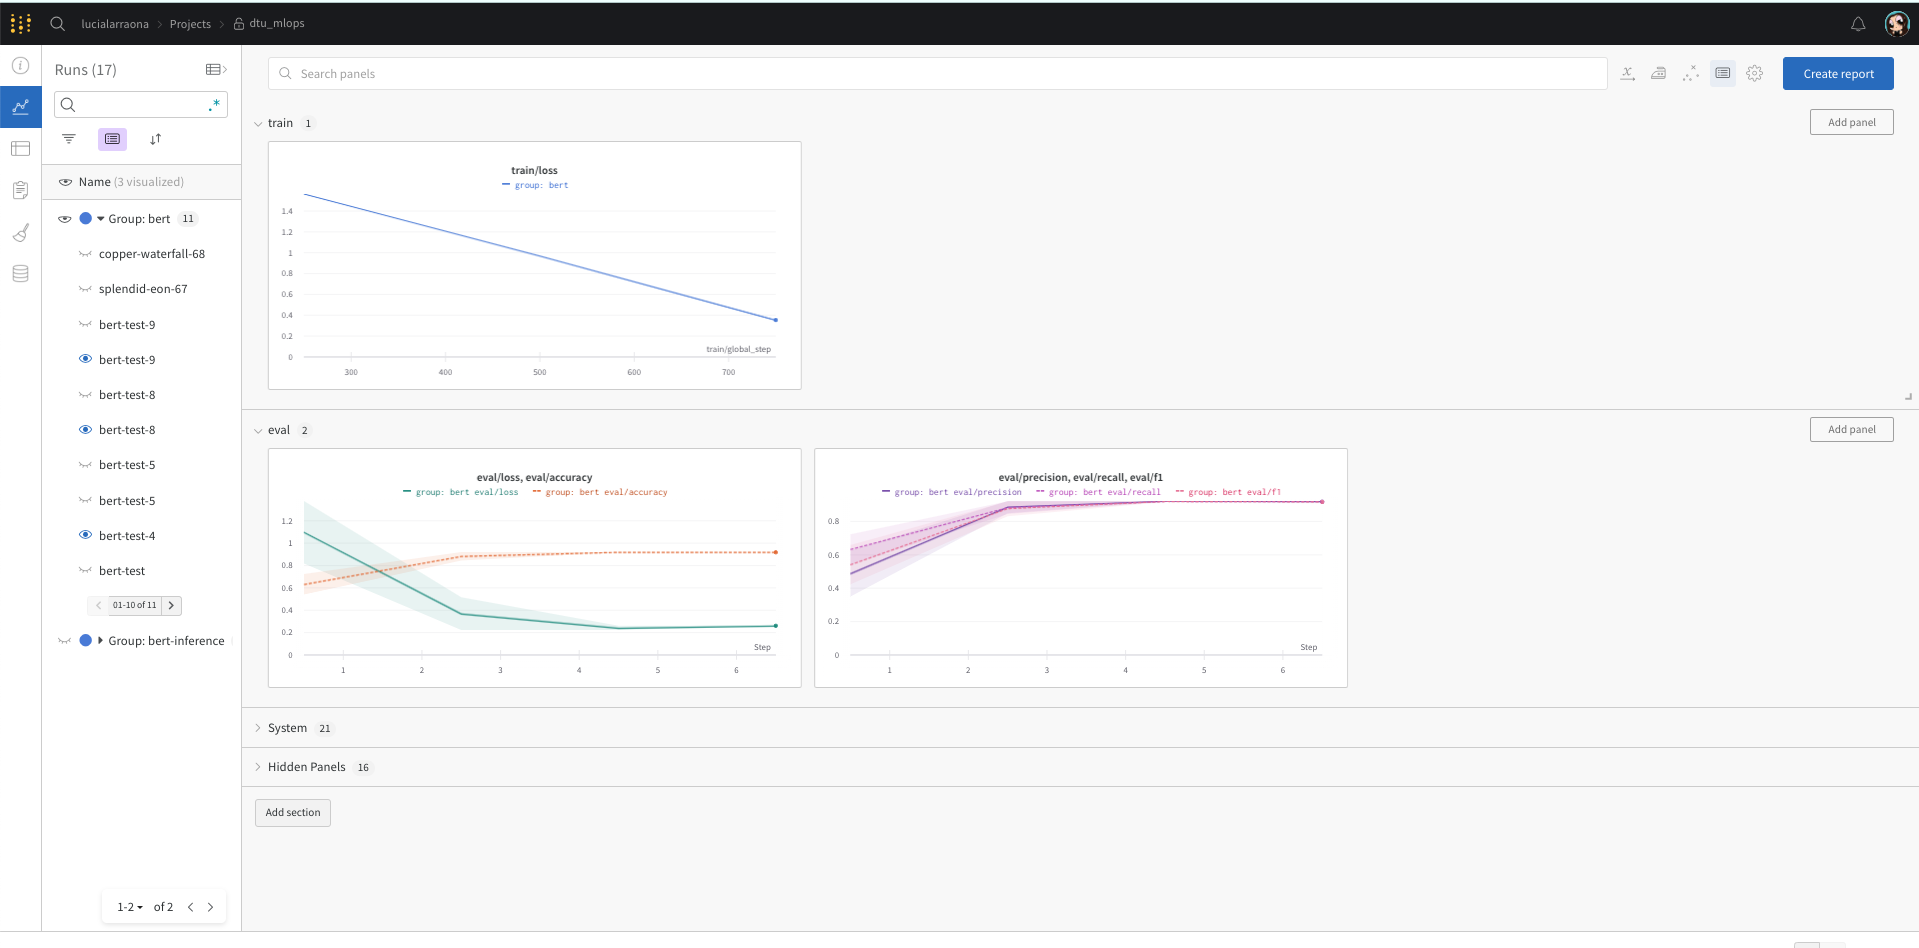 lucialarraona > Projects > dtu_mlops
Runs (17)
.*
Name (3 visualized)
Group: bert 11
copper-waterfall-68
splendid-eon-67
bert-test-9
bert-test-9
bert-test-8
bert-test-8
bert-test-5
bert-test-5
bert-test-4
bert-test
01-10 of 11
Group: bert-inference
1-2 of 2
Search panels
Create report
train 1
Add panel
train/loss
group: bert
1.4
1.2
1
0.8
0.6
0.4
0.2
0
train/global_step
300 400 500 600 700
eval 2
Add panel
eval/loss, eval/accuracy
group: bert eval/loss group: bert eval/accuracy
1.2
1
0.8
0.6
0.4
0.2
0
Step
1 2 3 4 5 6
eval/precision, eval/recall, eval/f1
group: bert eval/precision group: bert eval/recall group: bert eval/f1
0.8
0.6
0.4
0.2
0
Step
1 2 3 4 5 6
System 21
Hidden Panels 16
Add section